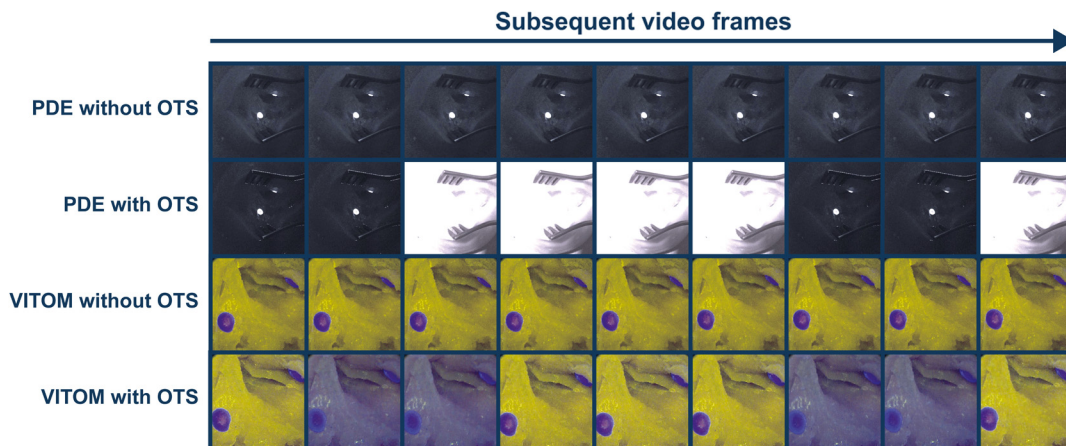 Subsequent video frames
PDE without OTS
PDE with OTS
VITOM without OTS
VITOM with OTS